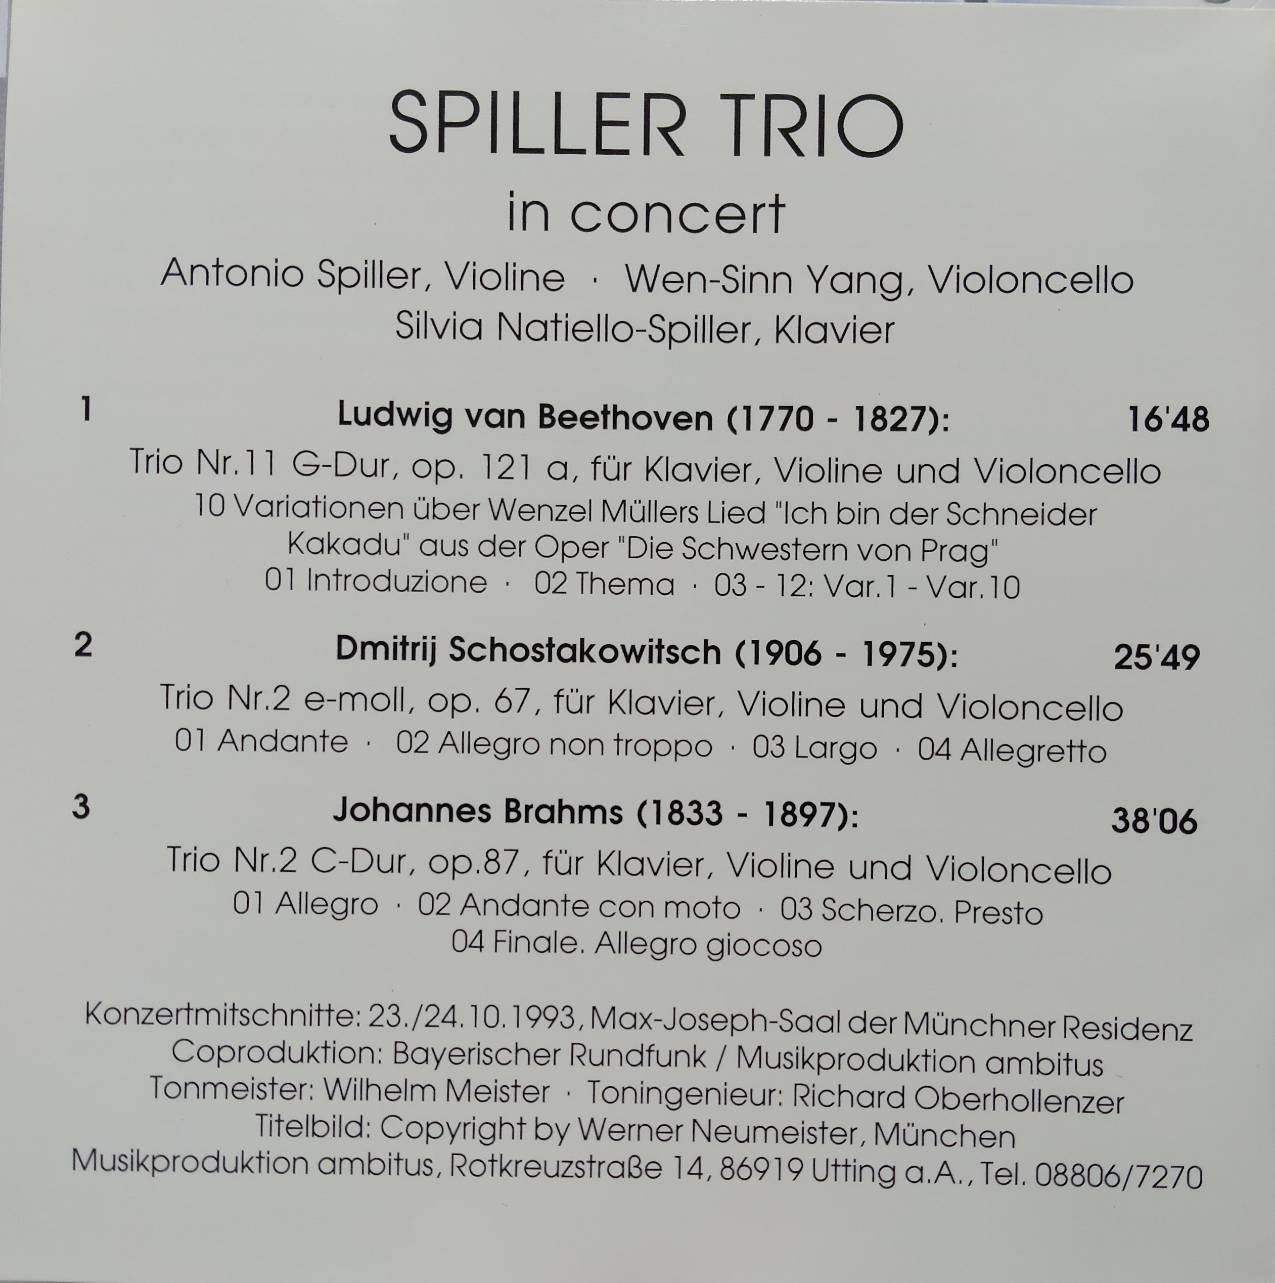 SPILLER TRIO
in concert
Antonio Spiller, Violine · Wen-Sinn Yang, Violoncello
Silvia Natiello-Spiller, Klavier
1 Ludwig van Beethoven (1770 - 1827): 16'48
Trio Nr.11 G-Dur, op. 121 a, für Klavier, Violine und Violoncello
10 Variationen über Wenzel Müllers Lied "Ich bin der Schneider
Kakadu" aus der Oper "Die Schwestern von Prag"
01 Introduzione · 02 Thema · 03 - 12: Var.1 - Var.10
2 Dmitrij Schostakowitsch (1906 - 1975): 25'49
Trio Nr.2 e-moll, op. 67, für Klavier, Violine und Violoncello
01 Andante · 02 Allegro non troppo · 03 Largo · 04 Allegretto
3 Johannes Brahms (1833 - 1897): 38'06
Trio Nr.2 C-Dur, op.87, für Klavier, Violine und Violoncello
01 Allegro · 02 Andante con moto · 03 Scherzo. Presto
04 Finale. Allegro giocoso
Konzertmitschnitte: 23./24.10.1993, Max-Joseph-Saal der Münchner Residenz
Coproduktion: Bayerischer Rundfunk / Musikproduktion ambitus
Tonmeister: Wilhelm Meister · Toningenieur: Richard Oberhollenzer
Titelbild: Copyright by Werner Neumeister, München
Musikproduktion ambitus, Rotkreuzstraße 14, 86919 Utting a.A., Tel. 08806/7270